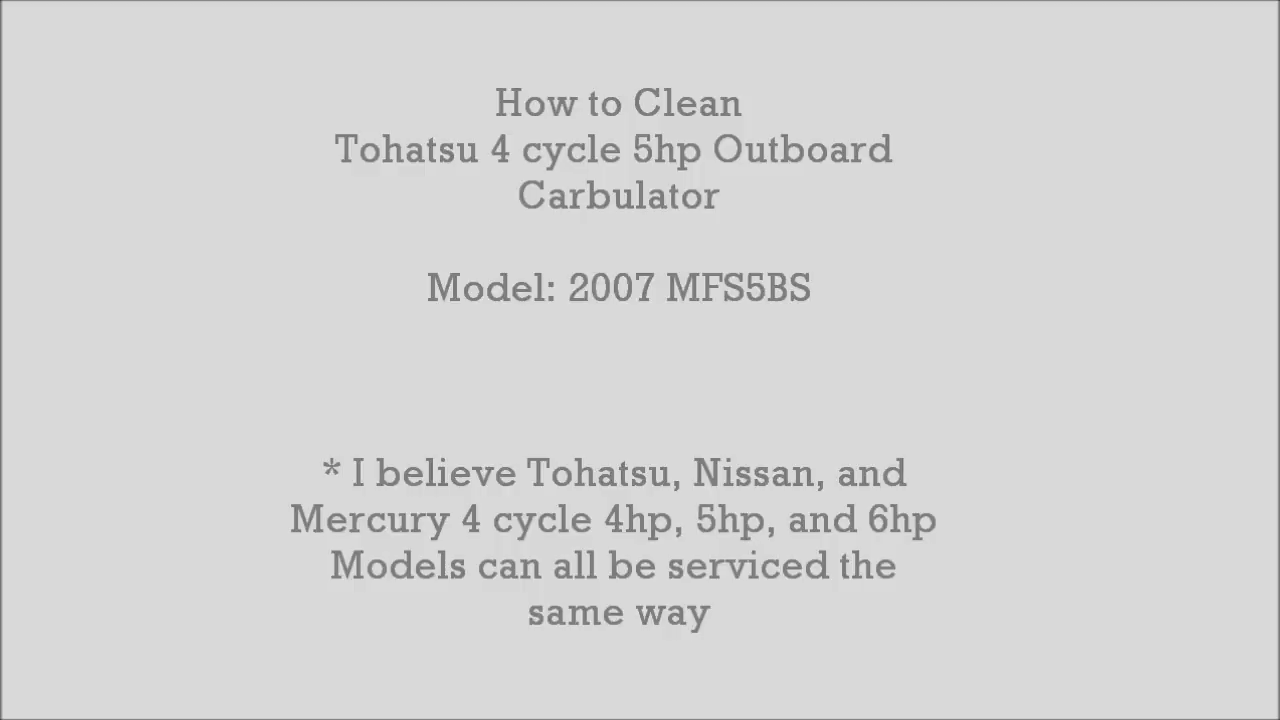 How to Clean
Tohatsu 4 cycle 5hp Outboard
Carbulator
Model: 2007 MFS5BS
* I believe Tohatsu, Nissan, and
Mercury 4 cycle 4hp, 5hp, and 6hp
Models can all be serviced the
same way